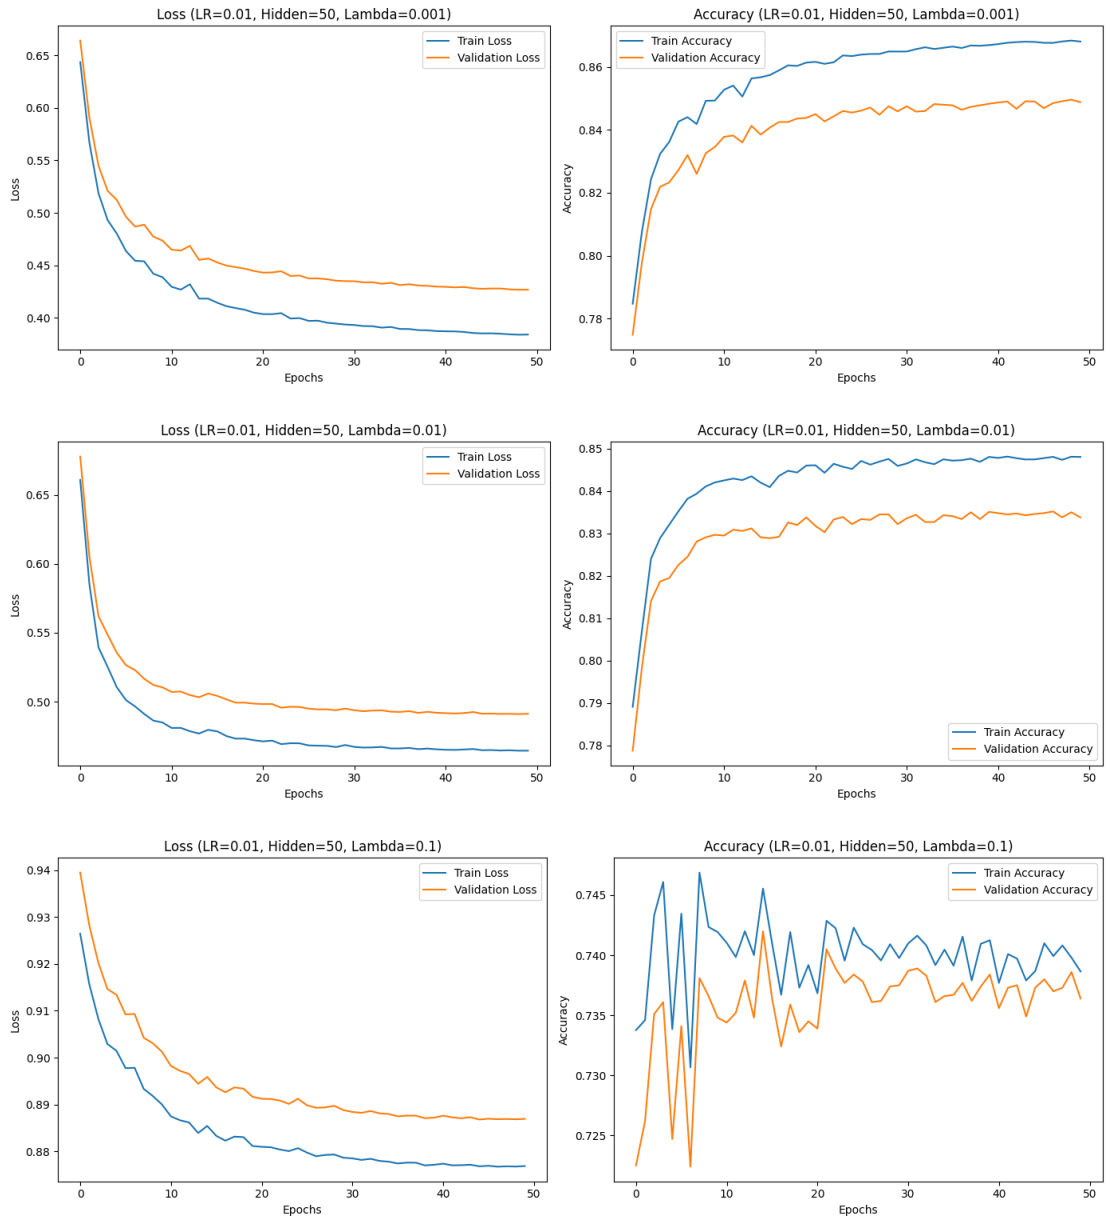 Loss (LR=0.01, Hidden=50, Lambda=0.001)
Train Loss
Validation Loss
0.65
0.60
0.55
0.50
0.45
0.40
Loss
0 10 20 30 40 50
Epochs
Accuracy (LR=0.01, Hidden=50, Lambda=0.001)
Train Accuracy
Validation Accuracy
0.86
0.84
0.82
0.80
0.78
Accuracy
0 10 20 30 40 50
Epochs
Loss (LR=0.01, Hidden=50, Lambda=0.01)
Train Loss
Validation Loss
0.65
0.60
0.55
0.50
Loss
0 10 20 30 40 50
Epochs
Accuracy (LR=0.01, Hidden=50, Lambda=0.01)
0.85
0.84
0.83
0.82
0.81
0.80
0.79
0.78
Accuracy
Train Accuracy
Validation Accuracy
0 10 20 30 40 50
Epochs
Loss (LR=0.01, Hidden=50, Lambda=0.1)
Train Loss
Validation Loss
0.94
0.93
0.92
0.91
0.90
0.89
0.88
Loss
0 10 20 30 40 50
Epochs
Accuracy (LR=0.01, Hidden=50, Lambda=0.1)
Train Accuracy
Validation Accuracy
0.745
0.740
0.735
0.730
0.725
Accuracy
0 10 20 30 40 50
Epochs